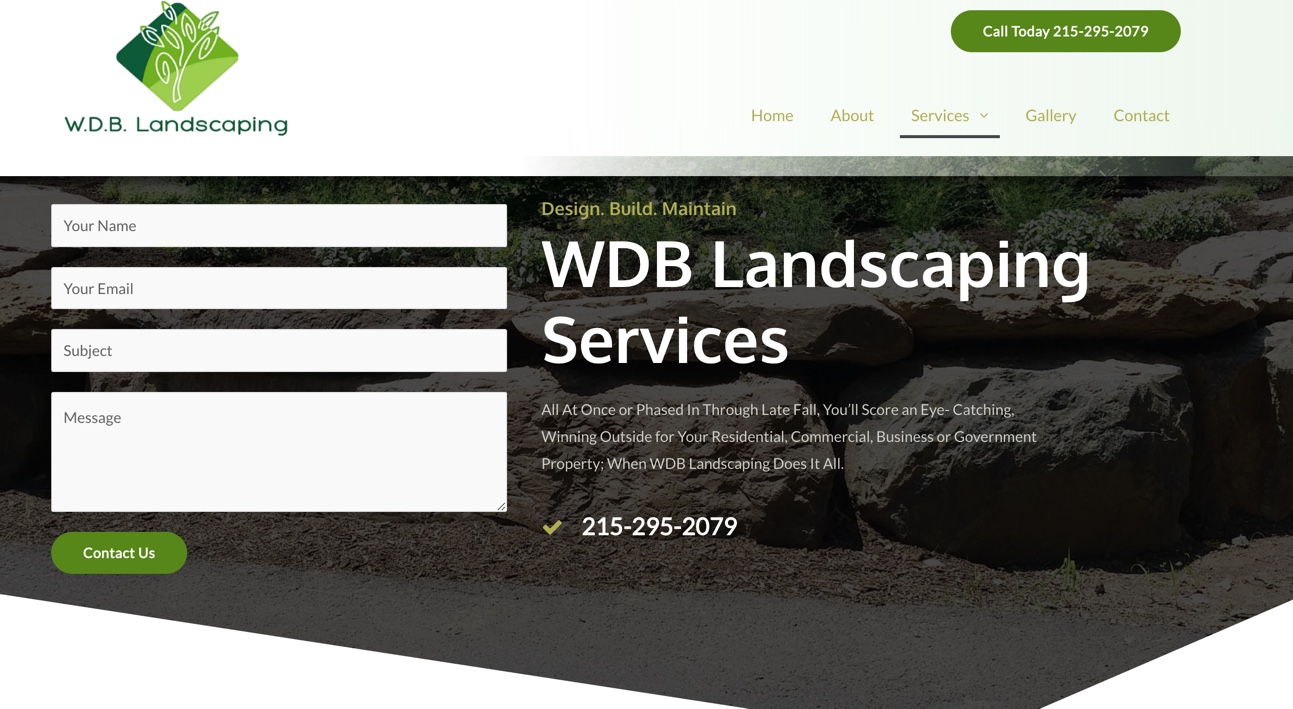 W.D.B. Landscaping
Call Today 215-295-2079
Home
About
Services
Gallery
Contact
Your Name
Your Email
Subject
Message
Contact Us
Design. Build. Maintain
WDB Landscaping
Services
All At Once or Phased In Through Late Fall, You’ll Score an Eye- Catching,
Winning Outside for Your Residential, Commercial, Business or Government
Property; When WDB Landscaping Does It All.
215-295-2079